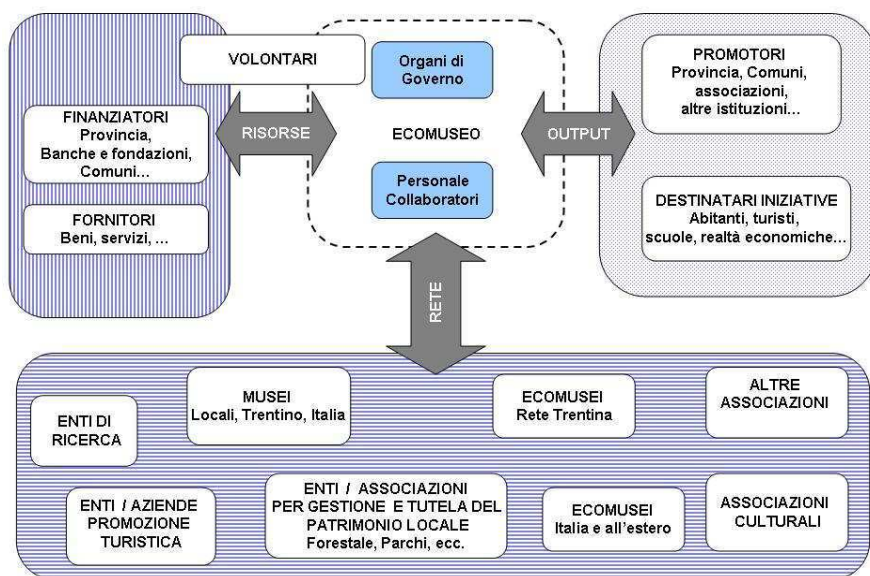 VOLONTARI
FINANZIATORI
Provincia,
Banche e fondazioni,
Comuni...
FORNITORI
Beni, servizi, ...
RISORSE
Organi di
Governo
ECOMUSEO
Personale
Collaboratori
OUTPUT
PROMOTORI
Provincia, Comuni,
associazioni,
altre istituzioni...
DESTINATARI INIZIATIVE
Abitanti, turisti,
scuole, realtà economiche...
RETE
ENTI DI
RICERCA
MUSEI
Locali, Trentino, Italia
ECOMUSEI
Rete Trentina
ALTRE
ASSOCIAZIONI
ENTI / AZIENDE
PROMOZIONE
TURISTICA
ENTI / ASSOCIAZIONI
PER GESTIONE E TUTELA DEL
PATRIMONIO LOCALE
Forestale, Parchi, ecc.
ECOMUSEI
Italia e all'estero
ASSOCIAZIONI
CULTURALI